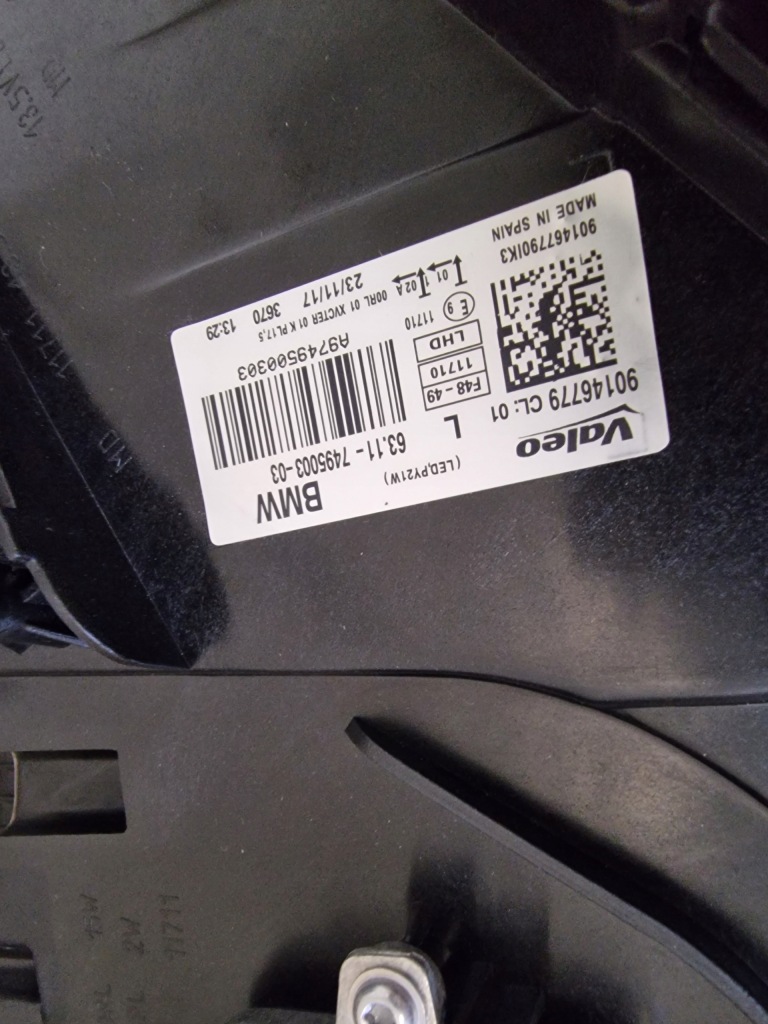 Valeo
90146779 CL: 01
901467790IK3
MADE IN SPAIN
(LED,PY21W)
L
F48-49
11710
LHD
E 9
11710
01 02A
BMW
63.11 - 7495003-03
A9749500303
00RL 01 XVCTER 01 K PL17,5
23/11/17 3670 13:29
MD